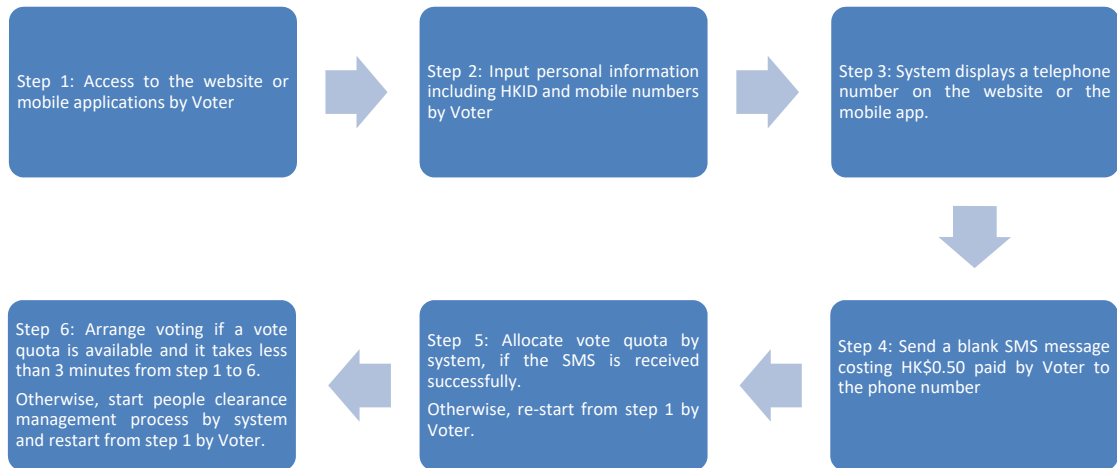 Step 1: Access to the website or
mobile applications by Voter
Step 2: Input personal information
including HKID and mobile numbers
by Voter
Step 3: System displays a telephone
number on the website or the
mobile app.
Step 4: Send a blank SMS message
costing HK$0.50 paid by Voter to
the phone number
Step 5: Allocate vote quota by
system, if the SMS is received
successfully.
Otherwise, re-start from step 1 by
Voter.
Step 6: Arrange voting if a vote
quota is available and it takes less
than 3 minutes from step 1 to 6.
Otherwise, start people clearance
management process by system
and restart from step 1 by Voter.